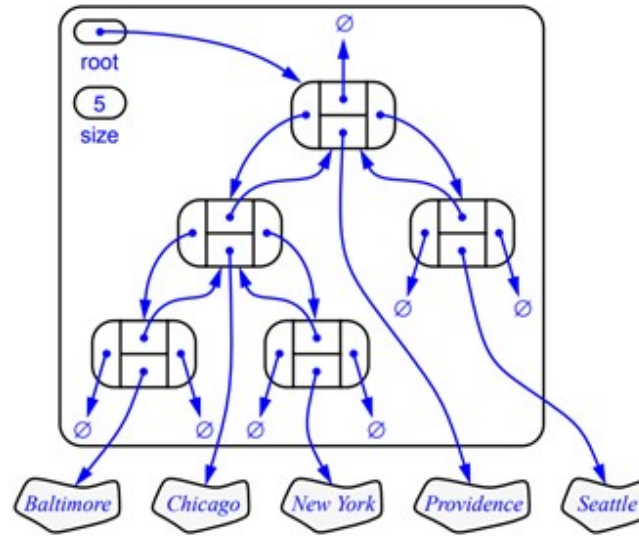 ∅
root
5
size
∅ ∅
∅ ∅ ∅ ∅
Baltimore Chicago New York Providence Seattle